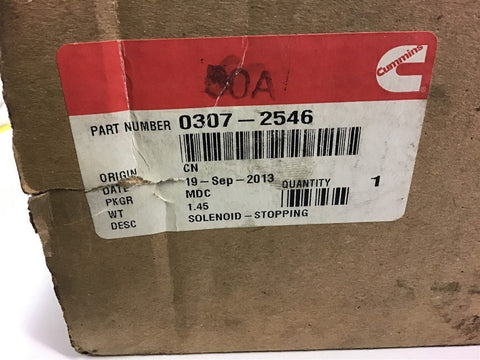 50A
Cummins
PART NUMBER 0307-2546
ORIGIN CN
DATE 19-Sep-2013 QUANTITY 1
PKGR MDC
WT 1.45
DESC SOLENOID-STOPPING